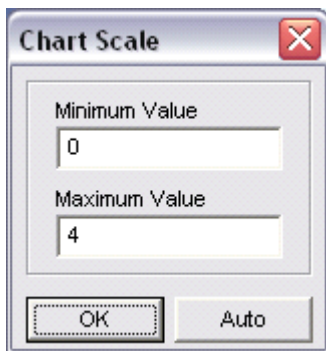 Chart Scale
Minimum Value
0
Maximum Value
4
OK Auto